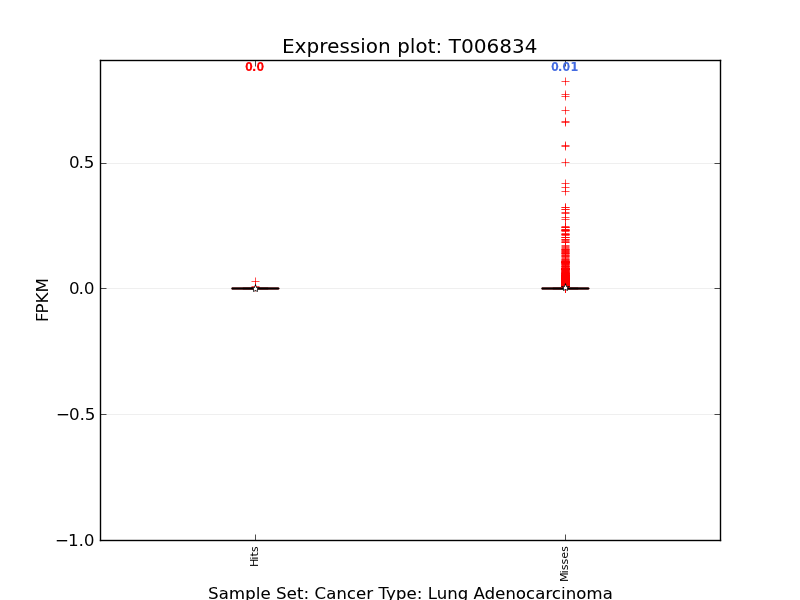 Expression plot: T006834
0.0
0.01
0.5
0.0
−0.5
−1.0
FPKM
Hits
Misses
Sample Set: Cancer Type: Lung Adenocarcinoma